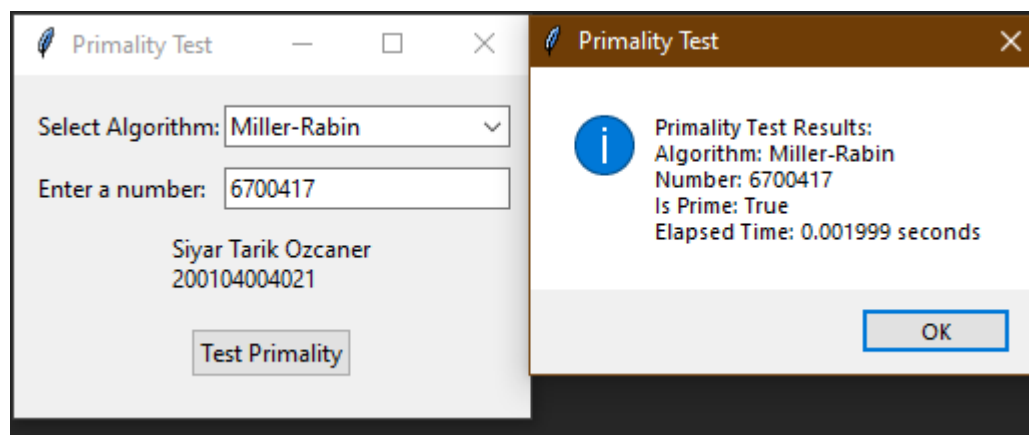 Primality Test
Select Algorithm: Miller-Rabin
Enter a number: 6700417
Siyar Tarik Ozcaner
200104004021
Test Primality
Primality Test
Primality Test Results:
Algorithm: Miller-Rabin
Number: 6700417
Is Prime: True
Elapsed Time: 0.001999 seconds
OK